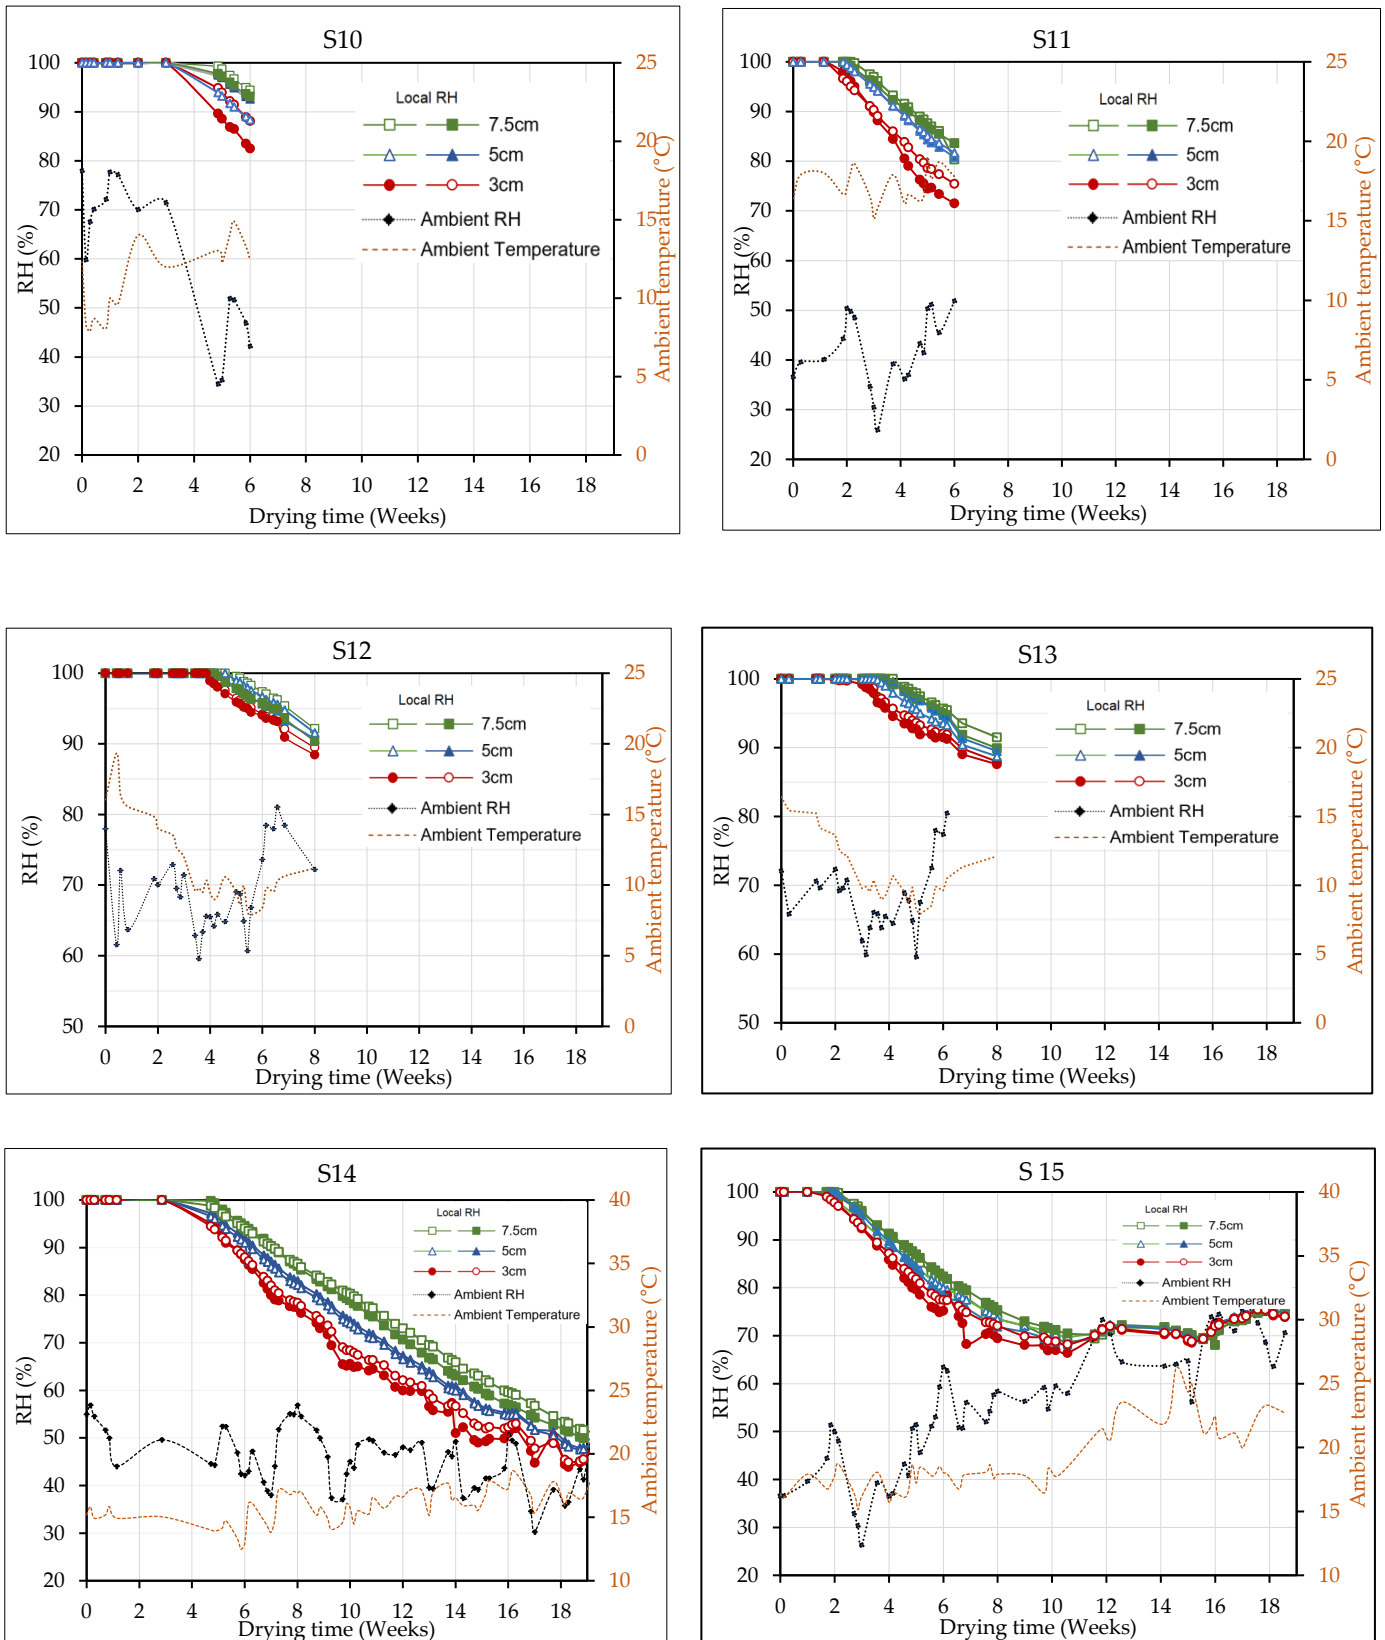 S10
100
90
80
70
60
50
40
30
20
RH (%)
25
20
15
10
5
0
Ambient temperature (°C)
Local RH
7.5cm
5cm
3cm
Ambient RH
Ambient Temperature
0 2 4 6 8 10 12 14 16 18
Drying time (Weeks)
S11
100
90
80
70
60
50
40
30
20
RH (%)
25
20
15
10
5
0
Ambient temperature (°C)
Local RH
7.5cm
5cm
3cm
Ambient RH
Ambient Temperature
0 2 4 6 8 10 12 14 16 18
Drying time (Weeks)
S12
100
90
80
70
60
50
RH (%)
25
20
15
10
5
0
Ambient temperature (°C)
Local RH
7.5cm
5cm
3cm
Ambient RH
Ambient Temperature
0 2 4 6 8 10 12 14 16 18
Drying time (Weeks)
S13
100
90
80
70
60
50
RH (%)
25
20
15
10
5
0
Ambient temperature (°C)
Local RH
7.5cm
5cm
3cm
Ambient RH
Ambient Temperature
0 2 4 6 8 10 12 14 16 18
Drying time (Weeks)
S14
100
90
80
70
60
50
40
30
20
RH (%)
40
35
30
25
20
15
10
Ambient temperature (°C)
Local RH
7.5cm
5cm
3cm
Ambient RH
Ambient Temperature
0 2 4 6 8 10 12 14 16 18
Drying time (Weeks)
S 15
100
90
80
70
60
50
40
30
20
RH (%)
40
35
30
25
20
15
10
Ambient temperature (°C)
Local RH
7.5cm
5cm
3cm
Ambient RH
Ambient Temperature
0 2 4 6 8 10 12 14 16 18
Drying time (Weeks)